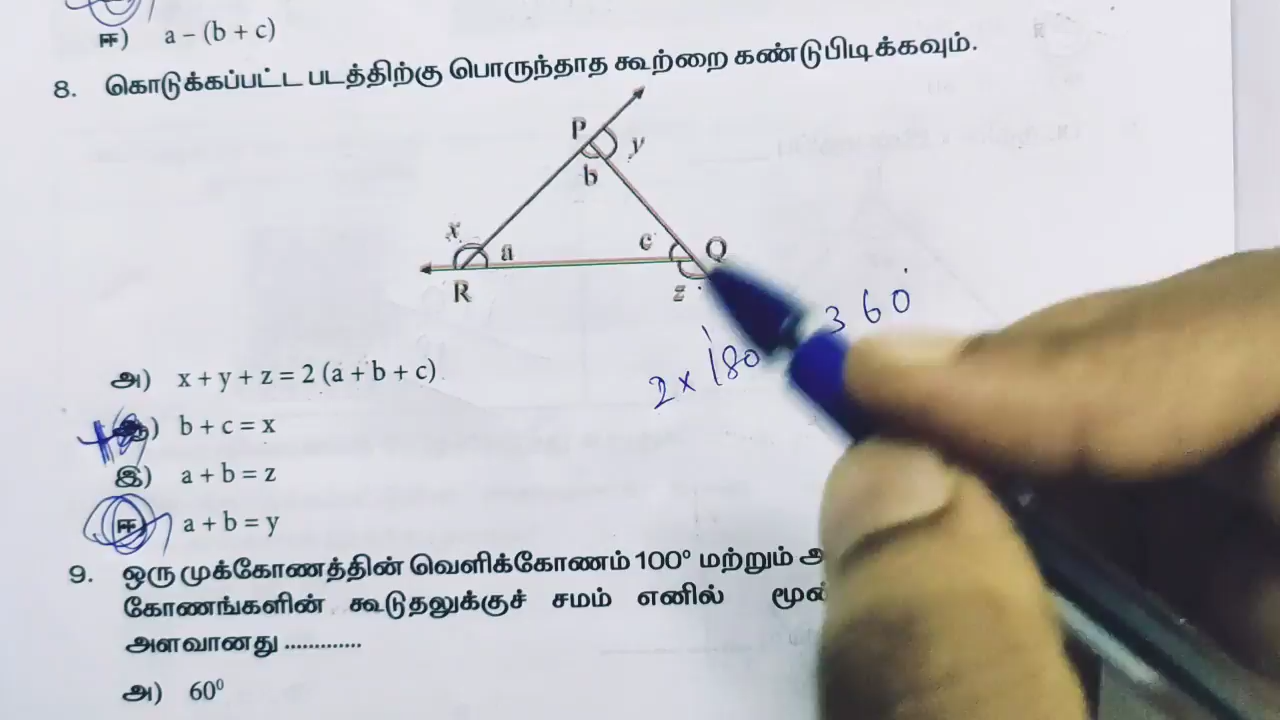 ஈ) a – (b + c)
8. கொடுக்கப்பட்ட படத்திற்கு பொருந்தாத கூற்றை கண்டுபிடிக்கவும்.
P
y
b
x
a
c
Q
R
z
2 x 180
360
அ) x + y + z = 2 (a + b + c)
) b + c = x
இ) a + b = z
ஈ a + b = y
9. ஒரு முக்கோணத்தின் வெளிக்கோணம் 100° மற்றும்
கோணங்களின் கூடுதலுக்குச் சமம் எனில்
அளவானது .............
அ) 60⁰